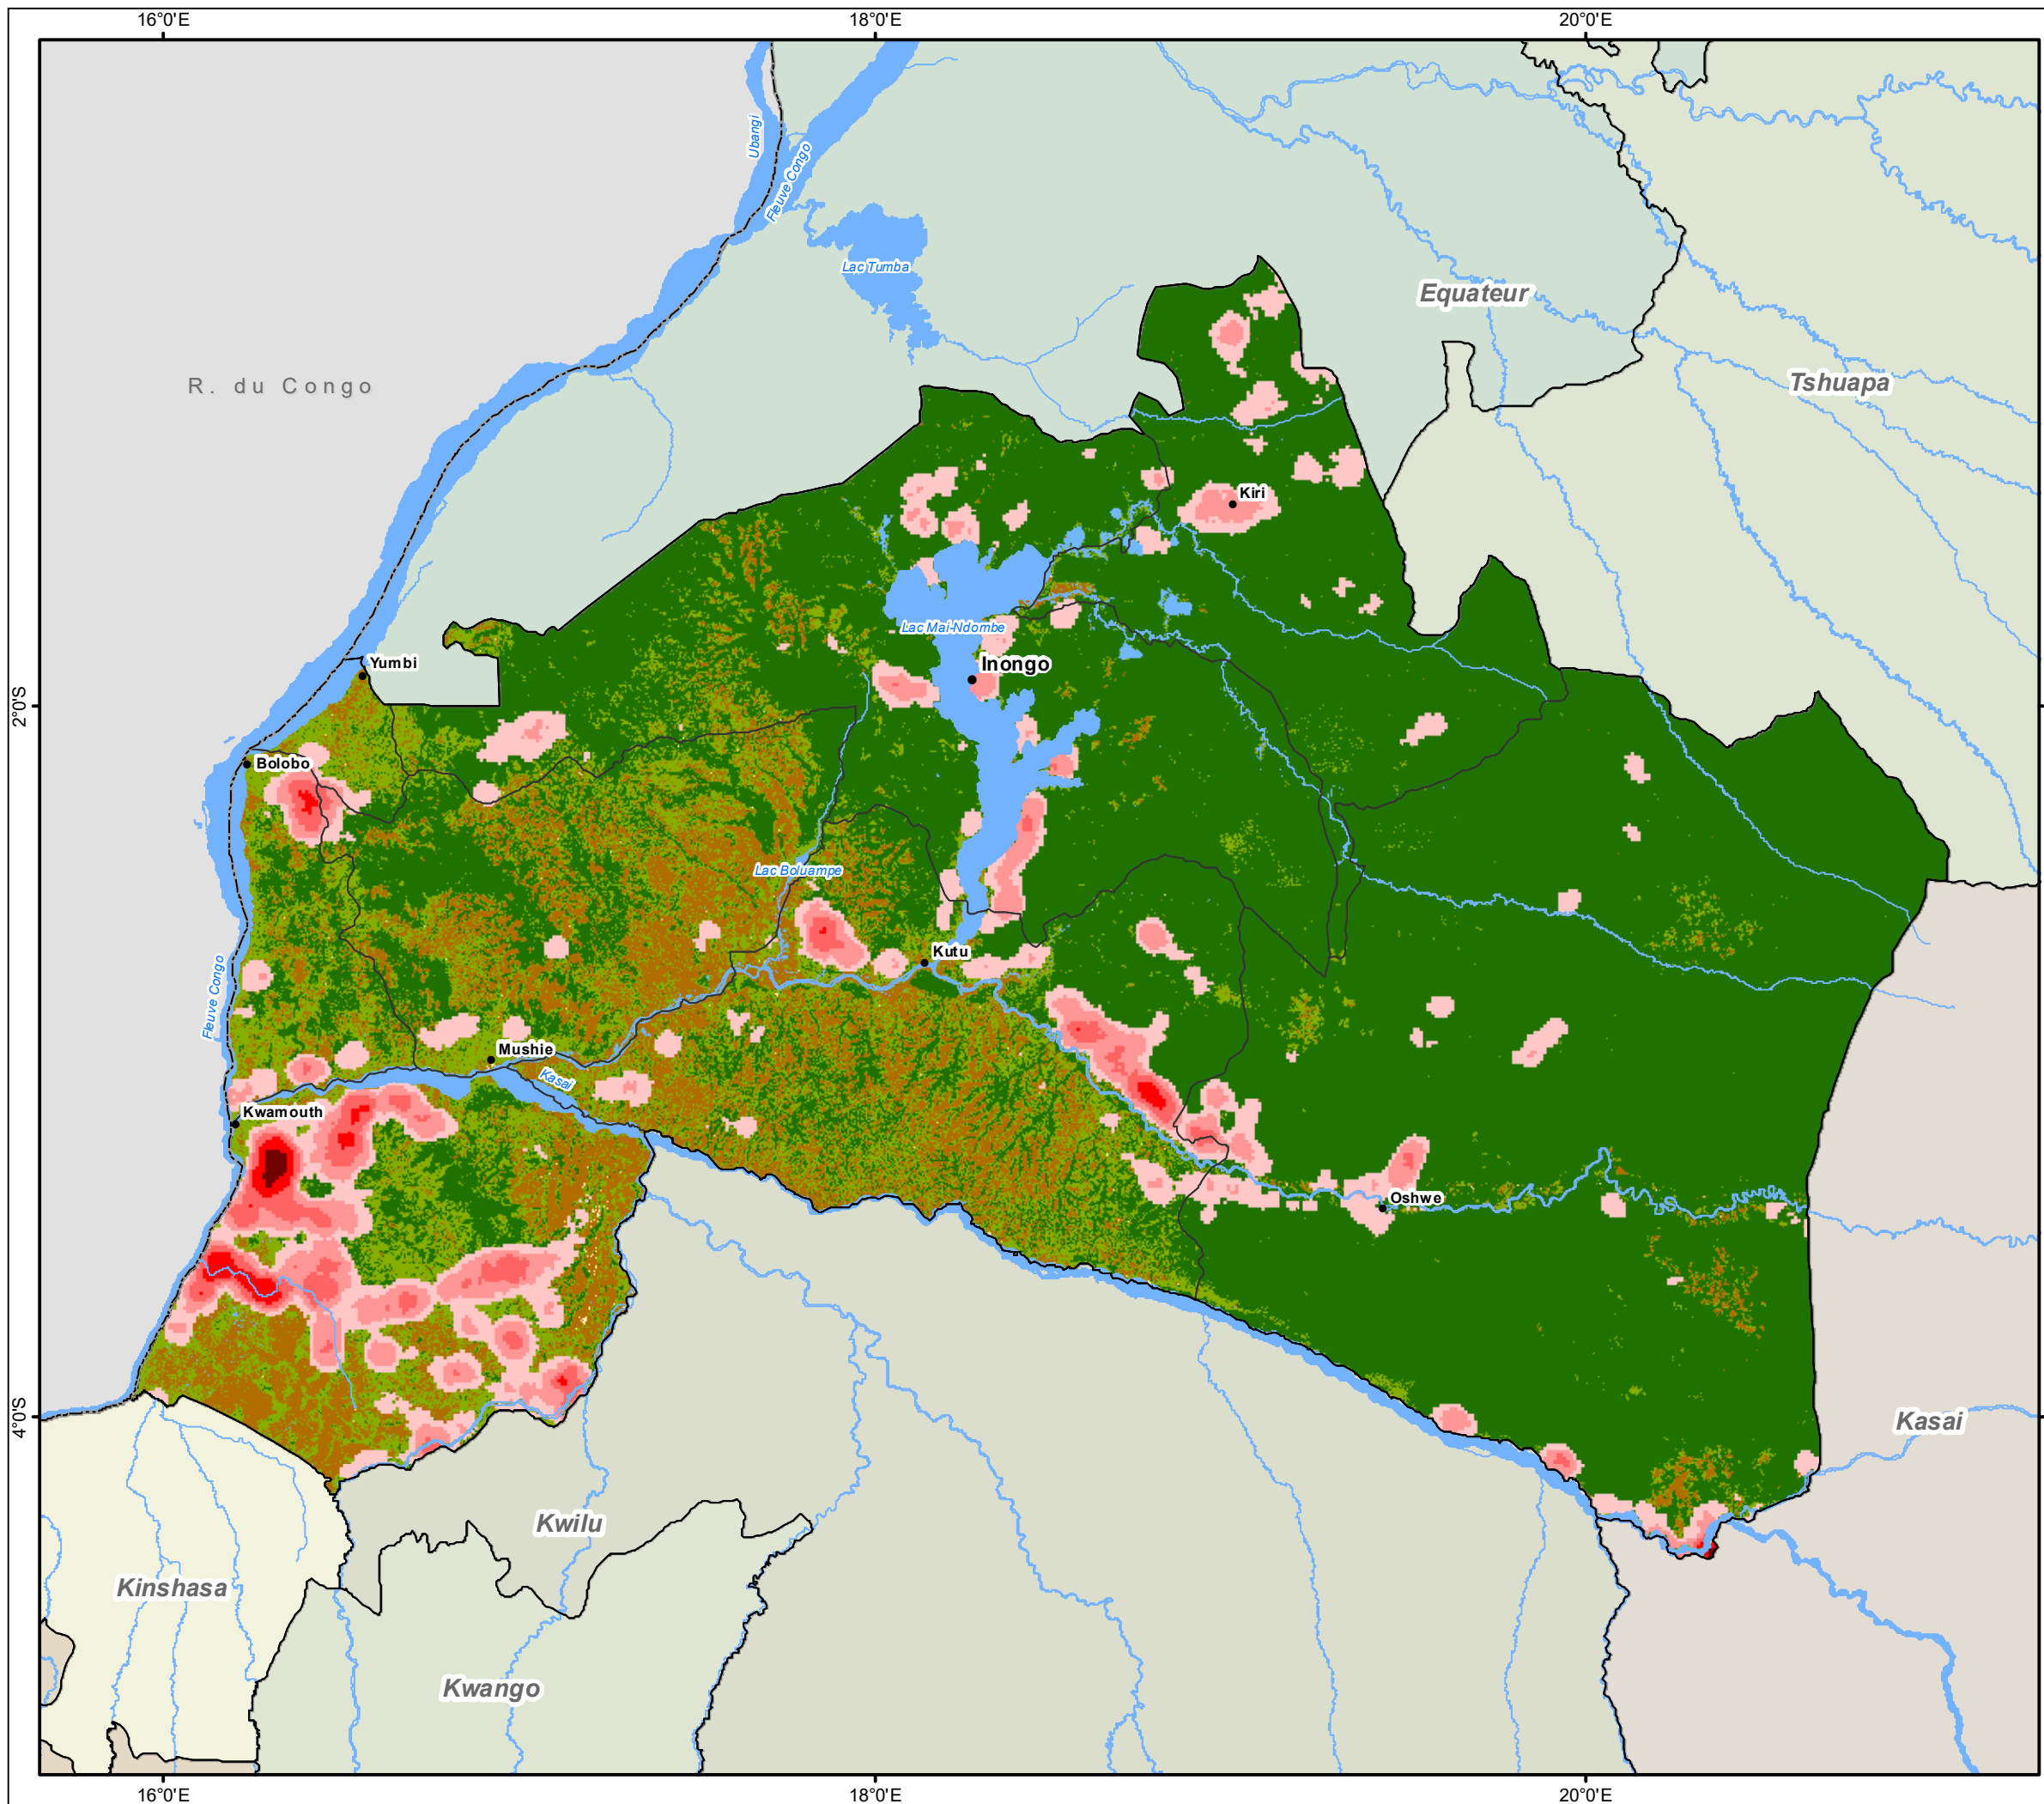 16°0'E
18°0'E
20°0'E
Ubangi
Fleuve Congo
Lac Tumba
Equateur
R. du Congo
Tshuapa
Kiri
Lac Mai-Ndombe
Yumbi
Inongo
2°0'S
2°0'S
Bolobo
Lac Boluampe
Kutu
Fleuve Congo
Mushie
Kasai
Kwamouth
Oshwe
4°0'S
Kasai
Kwilu
Kinshasa
Kwango
16°0'E
18°0'E
20°0'E